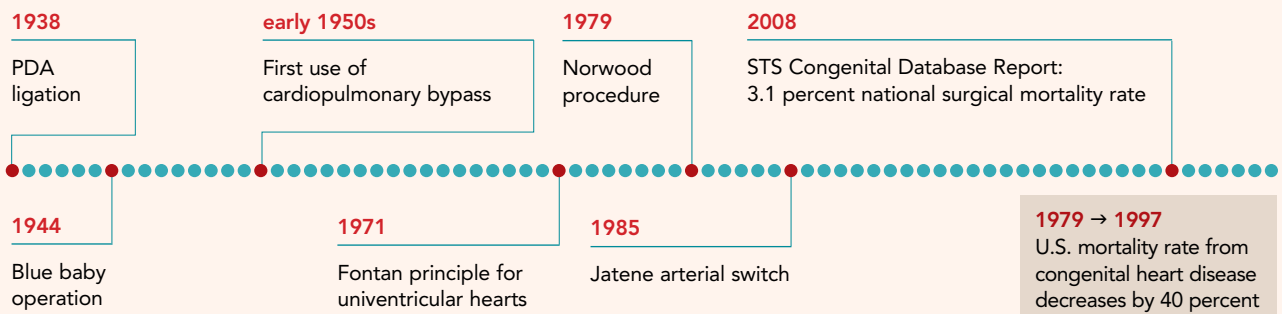 1938
PDA
ligation
early 1950s
First use of
cardiopulmonary bypass
1979
Norwood
procedure
2008
STS Congenital Database Report:
3.1 percent national surgical mortality rate
1944
Blue baby
operation
1971
Fontan principle for
univentricular hearts
1985
Jatene arterial switch
1979 → 1997
U.S. mortality rate from
congenital heart disease
decreases by 40 percent